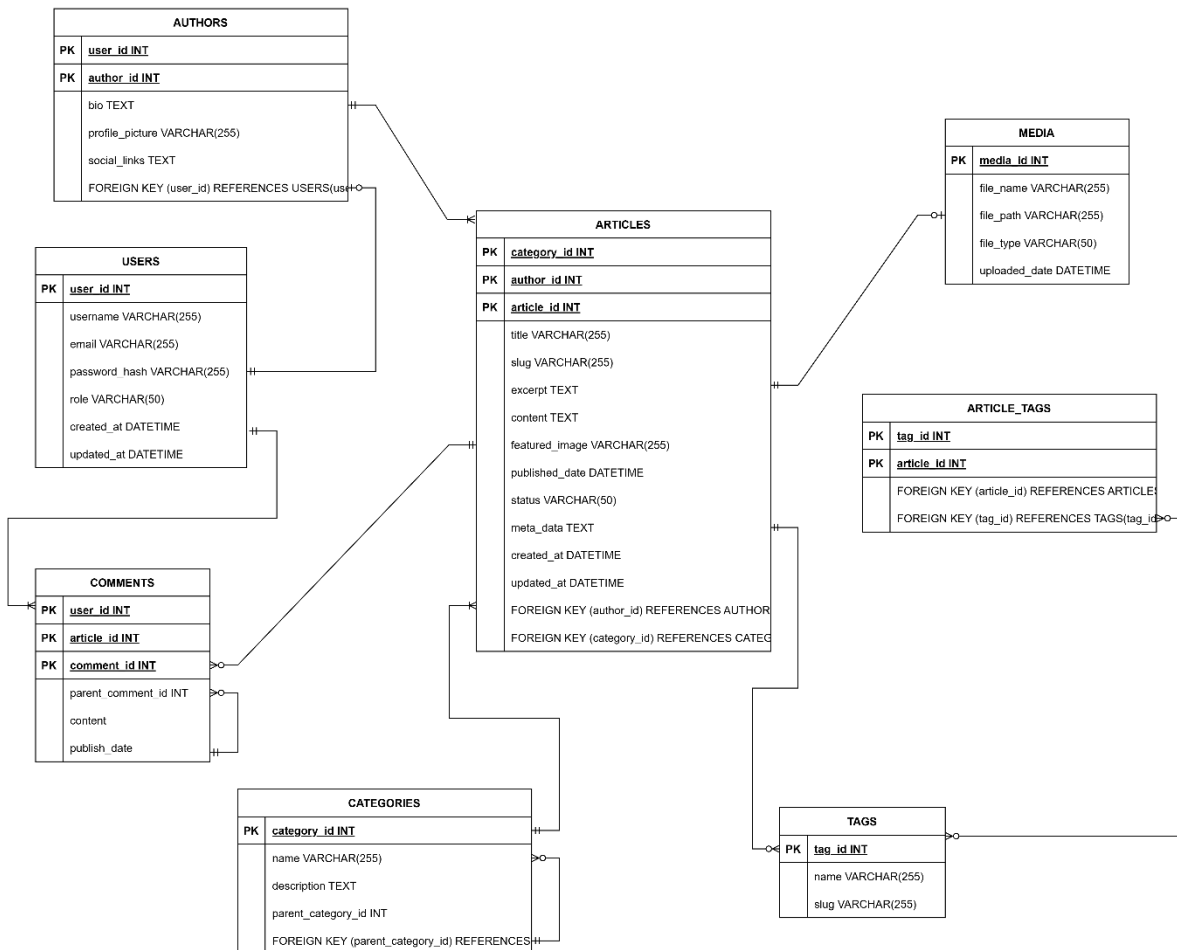 AUTHORS
PK user_id INT
PK author_id INT
bio TEXT
profile_picture VARCHAR(255)
social_links TEXT
FOREIGN KEY (user_id) REFERENCES USERS(use
USERS
PK user_id INT
username VARCHAR(255)
email VARCHAR(255)
password_hash VARCHAR(255)
role VARCHAR(50)
created_at DATETIME
updated_at DATETIME
COMMENTS
PK user_id INT
PK article_id INT
PK comment_id INT
parent_comment_id INT
content
publish_date
CATEGORIES
PK category_id INT
name VARCHAR(255)
description TEXT
parent_category_id INT
FOREIGN KEY (parent_category_id) REFERENCES
ARTICLES
PK category_id INT
PK author_id INT
PK article_id INT
title VARCHAR(255)
slug VARCHAR(255)
excerpt TEXT
content TEXT
featured_image VARCHAR(255)
published_date DATETIME
status VARCHAR(50)
meta_data TEXT
created_at DATETIME
updated_at DATETIME
FOREIGN KEY (author_id) REFERENCES AUTHOR
FOREIGN KEY (category_id) REFERENCES CATEG
MEDIA
PK media_id INT
file_name VARCHAR(255)
file_path VARCHAR(255)
file_type VARCHAR(50)
uploaded_date DATETIME
ARTICLE_TAGS
PK tag_id INT
PK article_id INT
FOREIGN KEY (article_id) REFERENCES ARTICLES
FOREIGN KEY (tag_id) REFERENCES TAGS(tag_id
TAGS
PK tag_id INT
name VARCHAR(255)
slug VARCHAR(255)